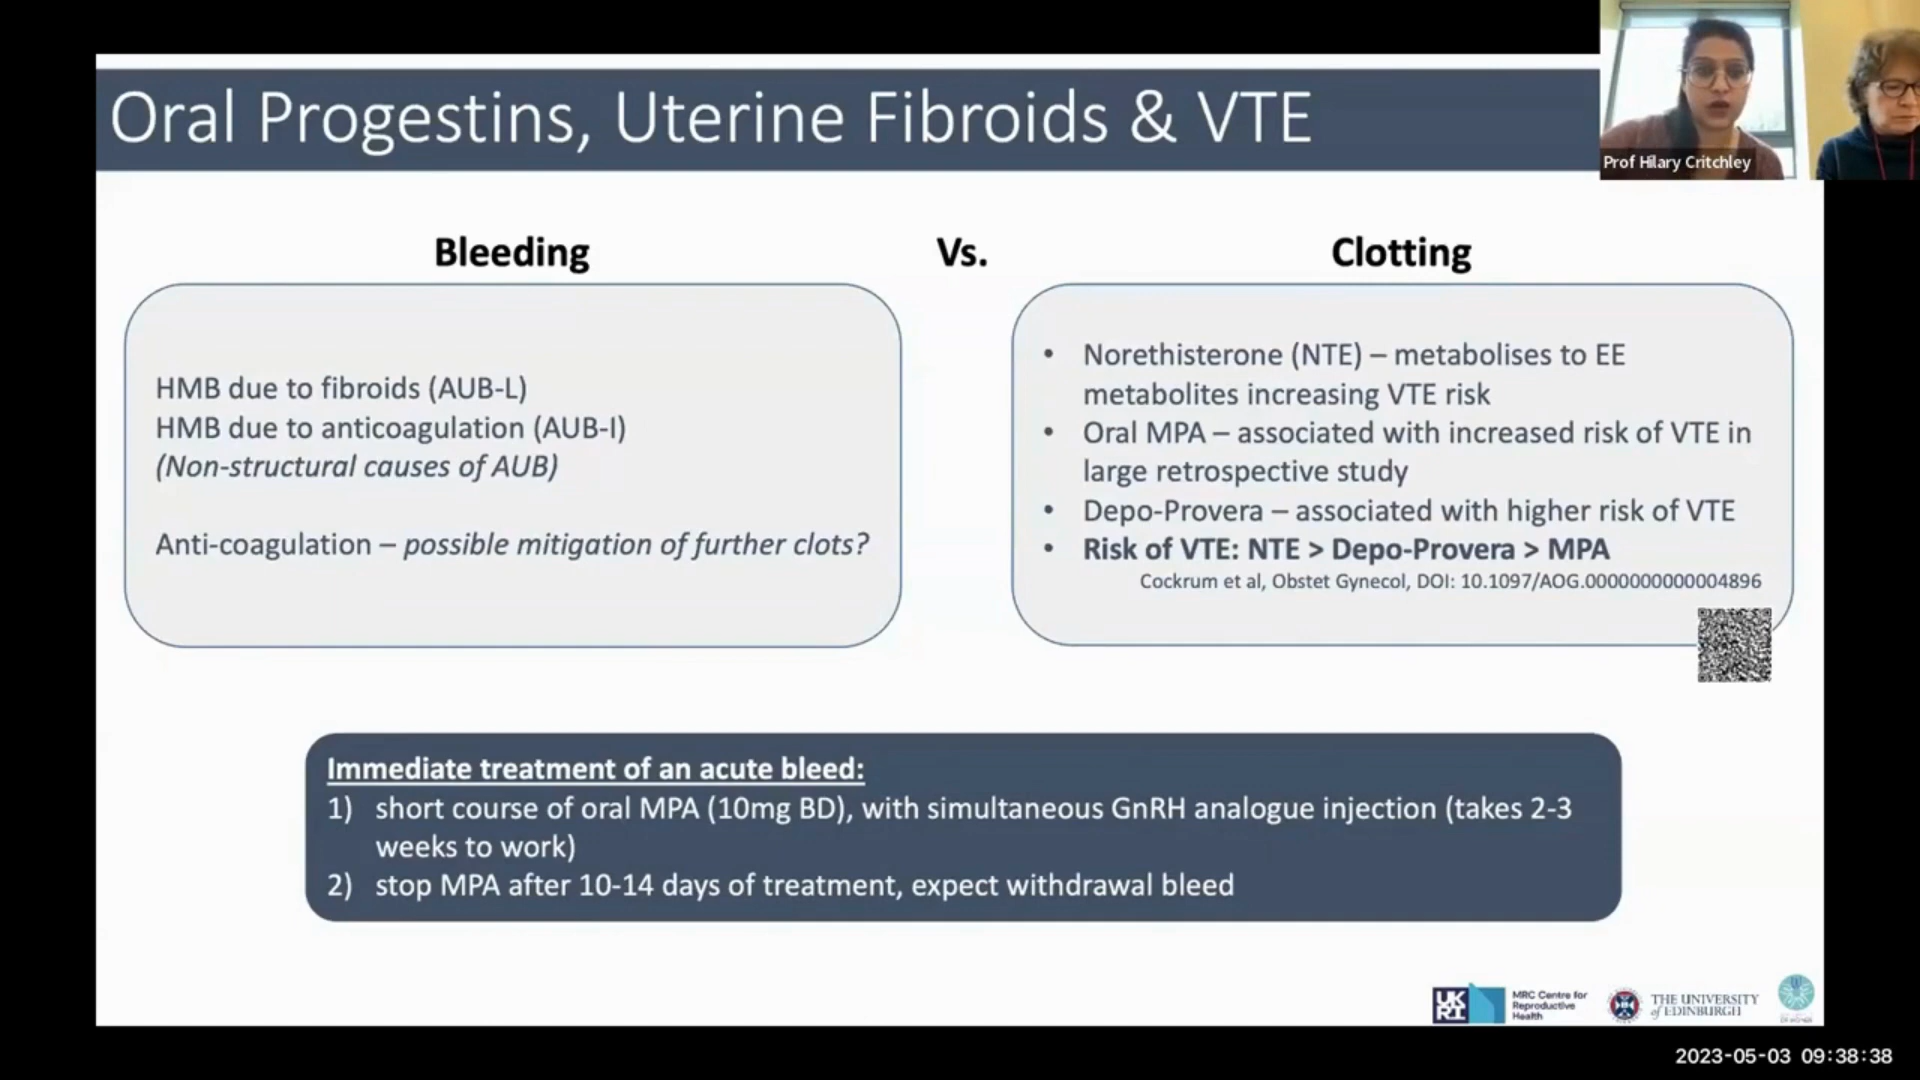 Oral Progestins, Uterine Fibroids & VTE
Prof Hilary Critchley
Bleeding
Vs.
Clotting
HMB due to fibroids (AUB-L)
HMB due to anticoagulation (AUB-I)
(Non-structural causes of AUB)
Anti-coagulation – possible mitigation of further clots?
• Norethisterone (NTE) – metabolises to EE
metabolites increasing VTE risk
• Oral MPA – associated with increased risk of VTE in
large retrospective study
• Depo-Provera – associated with higher risk of VTE
• Risk of VTE: NTE > Depo-Provera > MPA
Cockrum et al, Obstet Gynecol, DOI: 10.1097/AOG.0000000000004896
Immediate treatment of an acute bleed:
1) short course of oral MPA (10mg BD), with simultaneous GnRH analogue injection (takes 2-3
weeks to work)
2) stop MPA after 10-14 days of treatment, expect withdrawal bleed
UK
RI
MRC Centre for
Reproductive
Health
THE UNIVERSITY
of EDINBURGH
2023-05-03 09:38:38